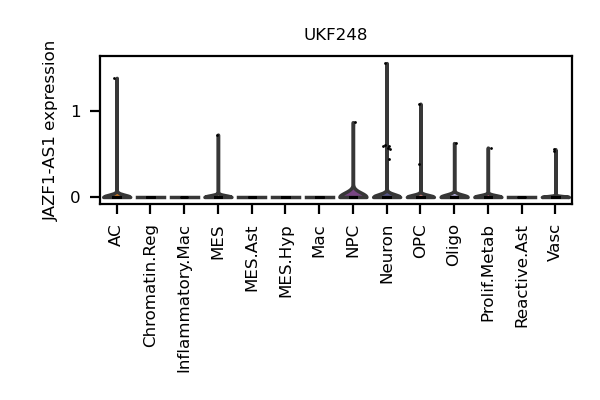 UKF248
JAZF1-AS1 expression
1
0
AC
Chromatin.Reg
Inflammatory.Mac
MES
MES.Ast
MES.Hyp
Mac
NPC
Neuron
OPC
Oligo
Prolif.Metab
Reactive.Ast
Vasc